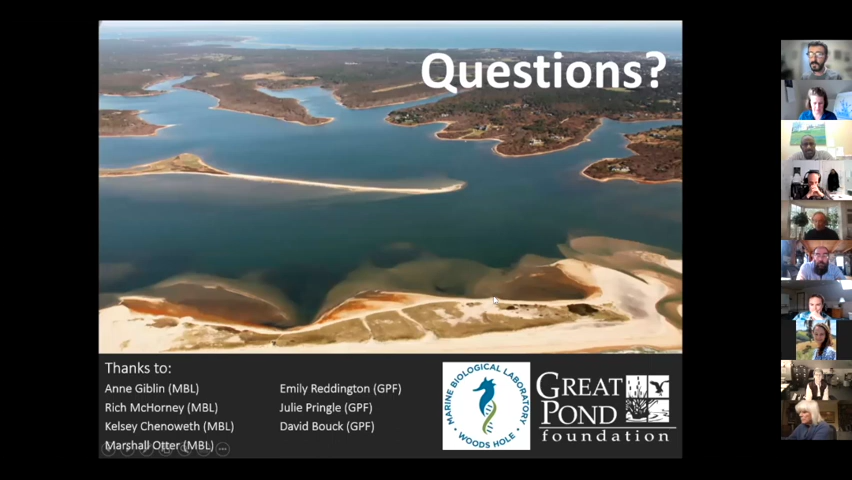 Questions?
Thanks to:
Anne Giblin (MBL)
Rich McHorney (MBL)
Kelsey Chenoweth (MBL)
Marshall Otter (MBL)
Emily Reddington (GPF)
Julie Pringle (GPF)
David Bouck (GPF)
MARINE BIOLOGICAL LABORATORY
WOODS HOLE
GREAT
POND
foundation